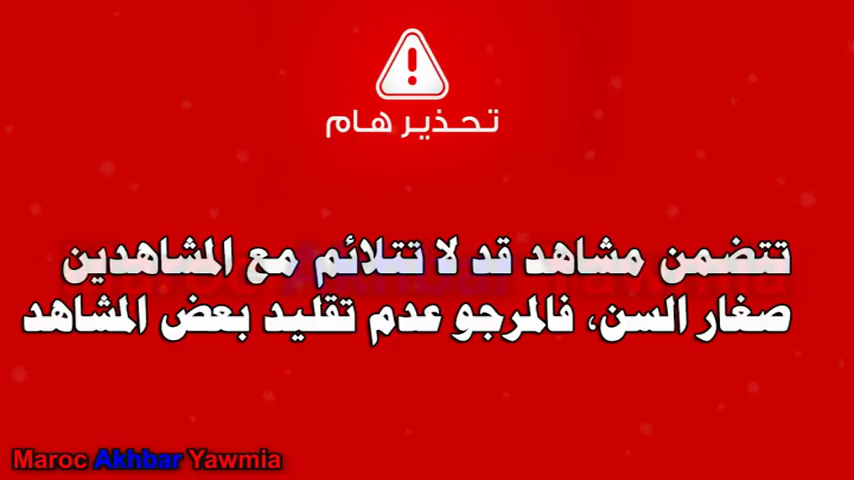 تحذير هام
تتضمن مشاهد قد لا تتلائم مع المشاهدين
صغار السن، فالمرجو عدم تقليد بعض المشاهد
Maroc Akhbar Yawmia